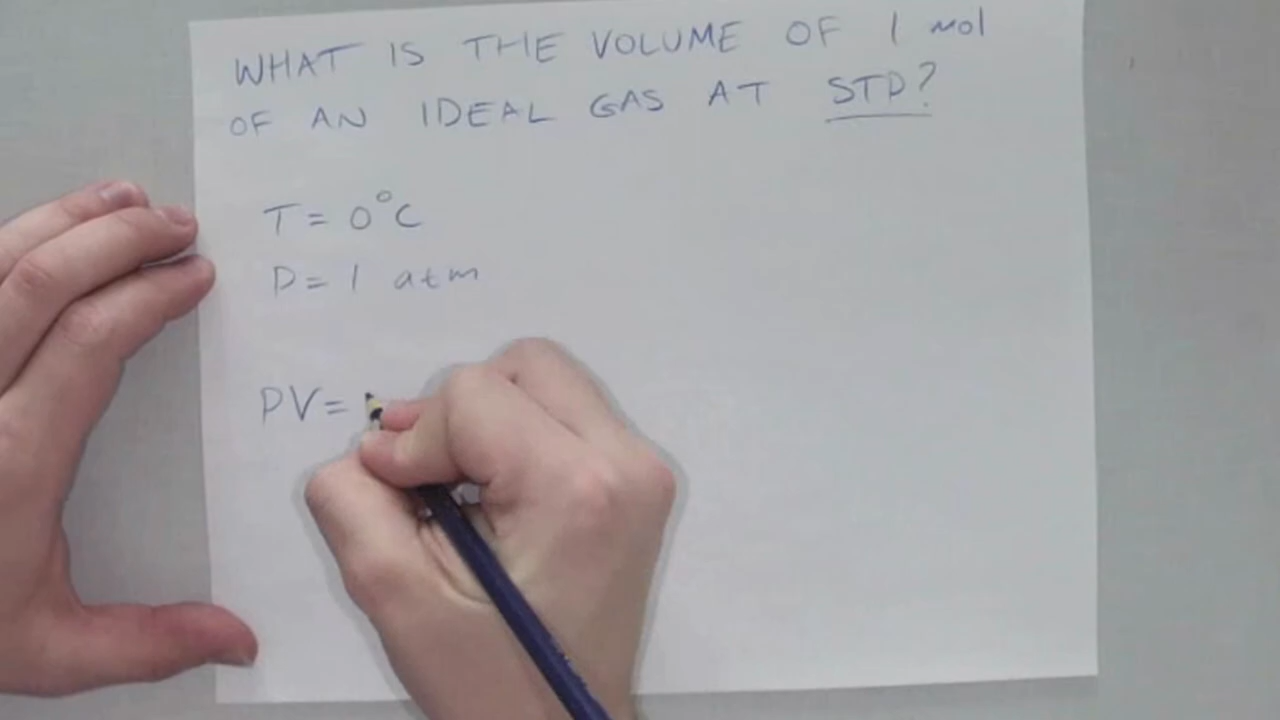 WHAT IS THE VOLUME OF 1 mol
OF AN IDEAL GAS AT STP?
T = 0°C
P = 1 atm
PV =